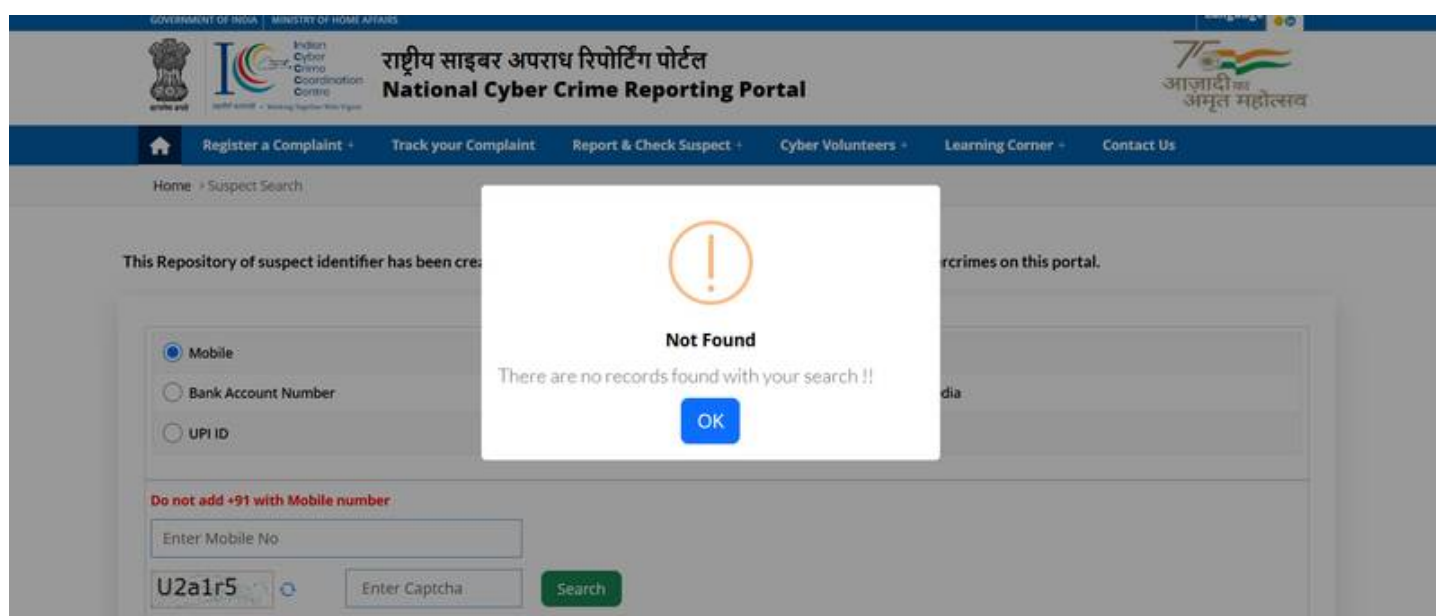 GOVERNMENT OF INDIA | MINISTRY OF HOME AFFAIRS
Language
Indian
Cyber
Crime
Coordination
Centre
राष्ट्रीय साइबर अपराध रिपोर्टिंग पोर्टल
National Cyber Crime Reporting Portal
आज़ादी का
अमृत महोत्सव
Register a Complaint +
Track your Complaint
Report & Check Suspect +
Cyber Volunteers +
Learning Corner +
Contact Us
Home
Suspect Search
This Repository of suspect identifier has been cre
rcrimes on this portal.
Not Found
There are no records found with your search !!
OK
Mobile
Bank Account Number
dia
UPI ID
Do not add +91 with Mobile number
Enter Mobile No
U2a1r5
Enter Captcha
Search